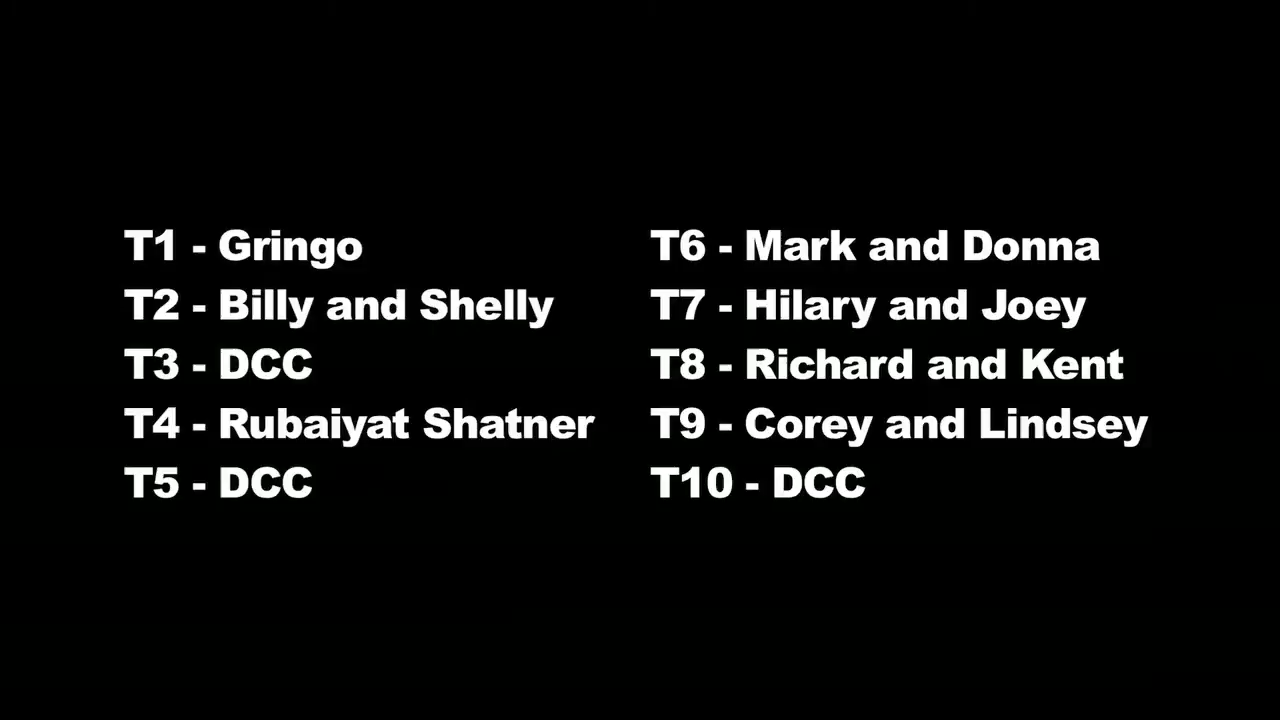 T1 - Gringo
T2 - Billy and Shelly
T3 - DCC
T4 - Rubaiyat Shatner
T5 - DCC
T6 - Mark and Donna
T7 - Hilary and Joey
T8 - Richard and Kent
T9 - Corey and Lindsey
T10 - DCC